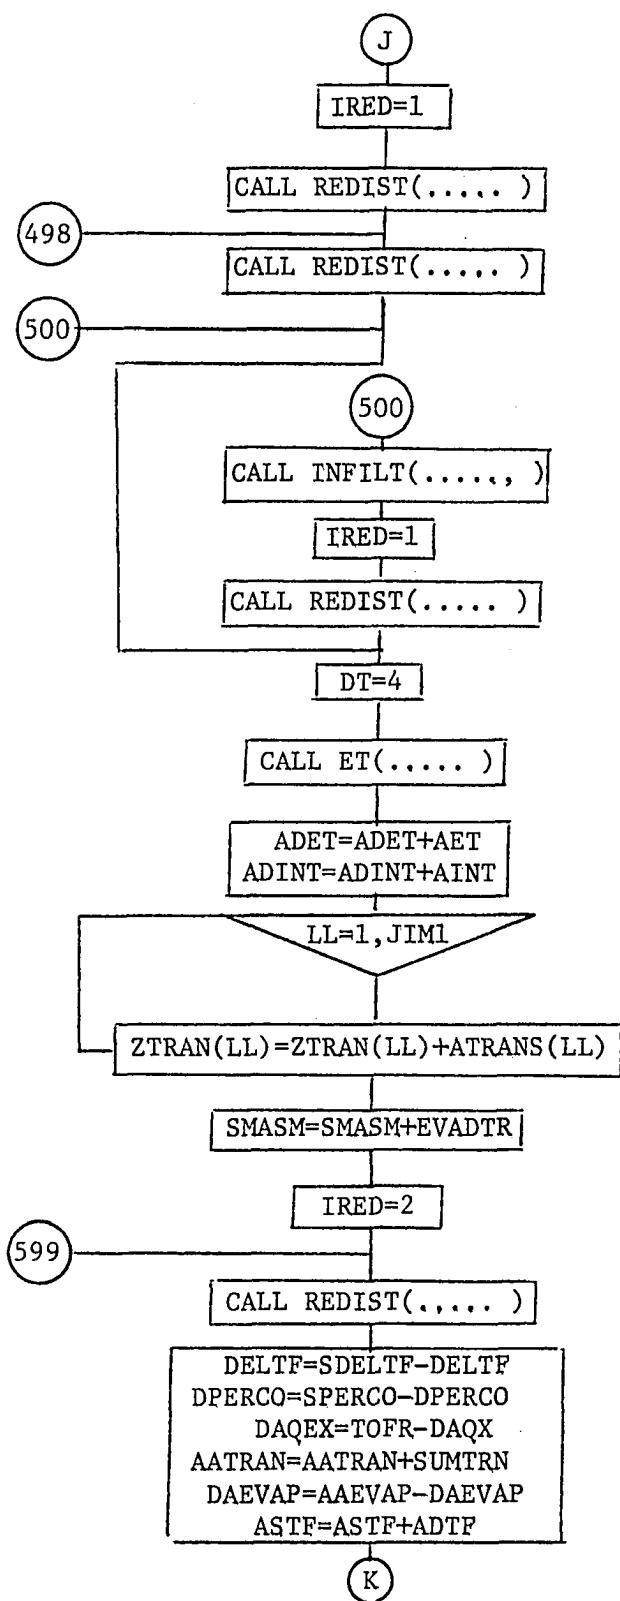 J
IRED=1
CALL REDIST(..... )
498
CALL REDIST(..... )
500
500
CALL INFILT(....., )
IRED=1
CALL REDIST(..... )
DT=4
CALL ET(..... )
ADET=ADET+AET
ADINT=ADINT+AINT
LL=1,JIM1
ZTRAN(LL)=ZTRAN(LL)+ATRANS(LL)
SMASM=SMASM+EVADTR
IRED=2
599
CALL REDIST(.,... )
DELTF=SDELTF-DELTF
DPERCO=SPERCO-DPERCO
DAQEX=TOFR-DAQX
AATRAN=AATRAN+SUMTRN
DAEVAP=AAEVAP-DAEVAP
ASTF=ASTF+ADTF
K